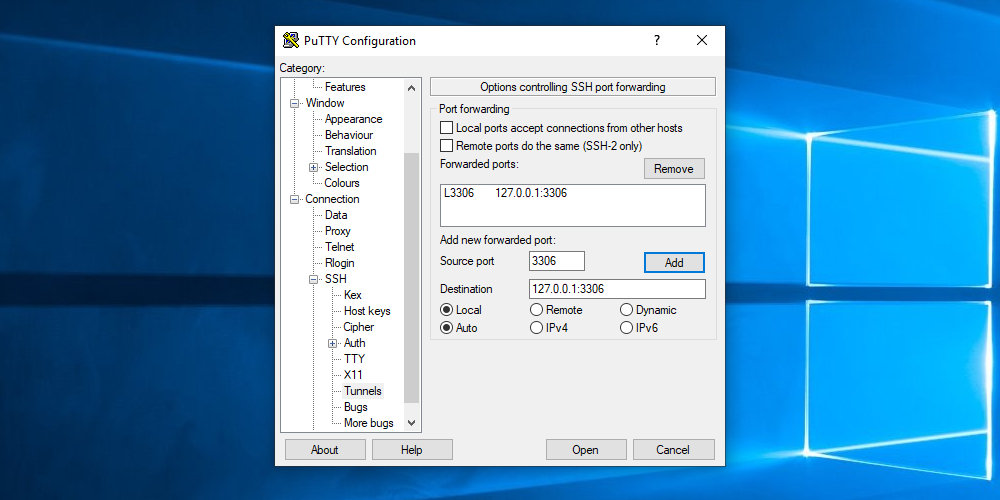 PuTTY Configuration
?
Category:
Features
Window
Appearance
Behaviour
Translation
Selection
Colours
Connection
Data
Proxy
Telnet
Rlogin
SSH
Kex
Host keys
Cipher
Auth
TTY
X11
Tunnels
Bugs
More bugs
Options controlling SSH port forwarding
Port forwarding
Local ports accept connections from other hosts
Remote ports do the same (SSH-2 only)
Forwarded ports:
Remove
L3306 127.0.0.1:3306
Add new forwarded port:
Source port 3306 Add
Destination 127.0.0.1:3306
Local Remote Dynamic
Auto IPv4 IPv6
About Help Open Cancel